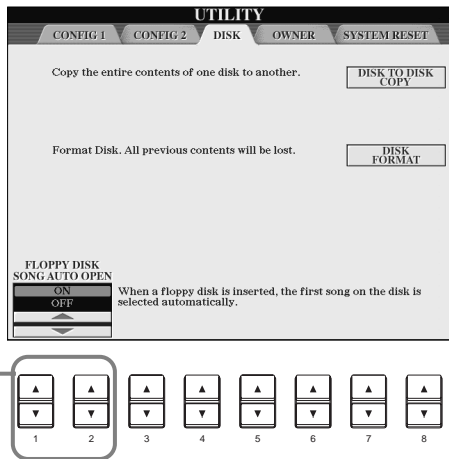 UTILITY
CONFIG 1 CONFIG 2 DISK OWNER SYSTEM RESET
Copy the entire contents of one disk to another.
DISK TO DISK
COPY
Format Disk. All previous contents will be lost.
DISK
FORMAT
FLOPPY DISK
SONG AUTO OPEN
ON
OFF
When a floppy disk is inserted, the first song on the disk is
selected automatically.
1 2 3 4 5 6 7 8